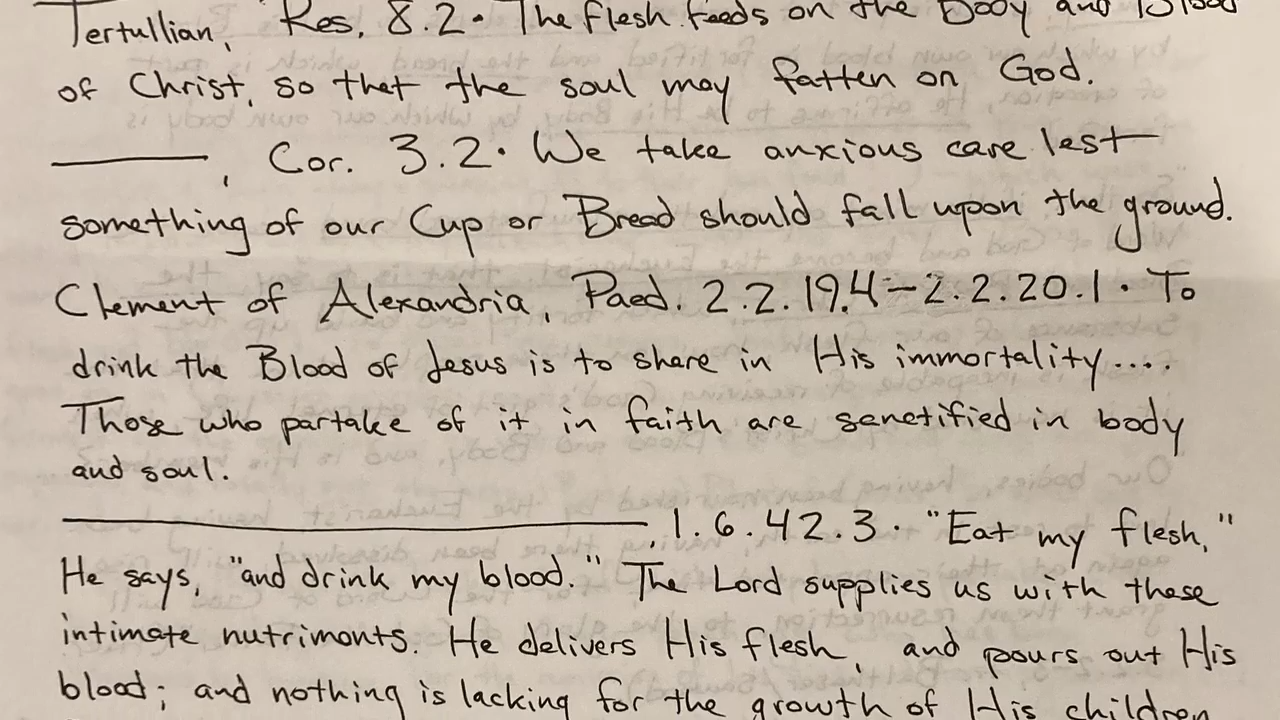 Tertullian, Res. 8.2. The flesh feeds on the Body and Blood
of Christ, so that the soul may fatten on God.
________, Cor. 3.2. We take anxious care lest
something of our Cup or Bread should fall upon the ground.
Clement of Alexandria, Paed. 2.2.19.4–2.2.20.1. To
drink the Blood of Jesus is to share in His immortality....
Those who partake of it in faith are sanctified in body
and soul.
________, 1.6.42.3. "Eat my flesh,"
He says, "and drink my blood." The Lord supplies us with these
intimate nutriments. He delivers His flesh, and pours out His
blood; and nothing is lacking for the growth of His children.